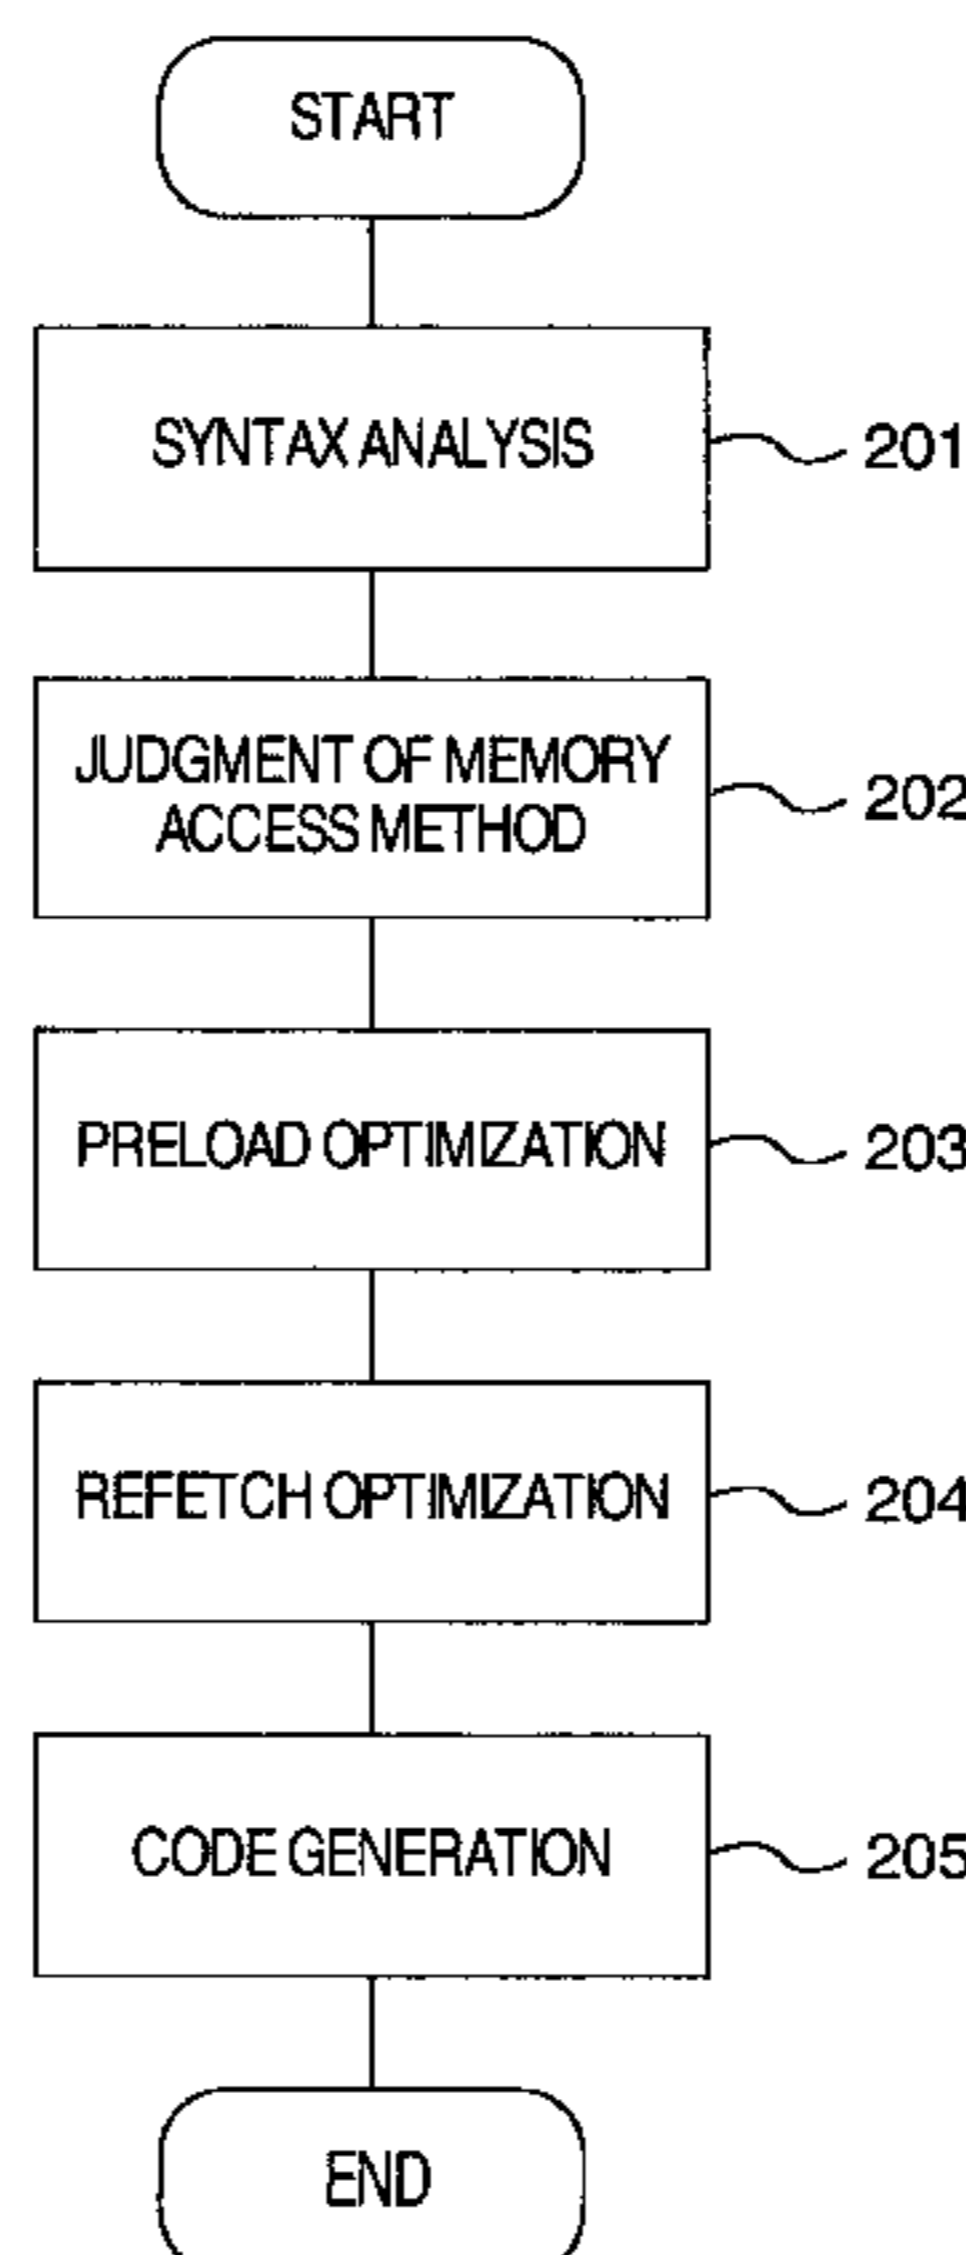 START
SYNTAX ANALYSIS
201
JUDGMENT OF MEMORY
ACCESS METHOD
202
PRELOAD OPTIMIZATION
203
REFETCH OPTIMIZATION
204
CODE GENERATION
205
END